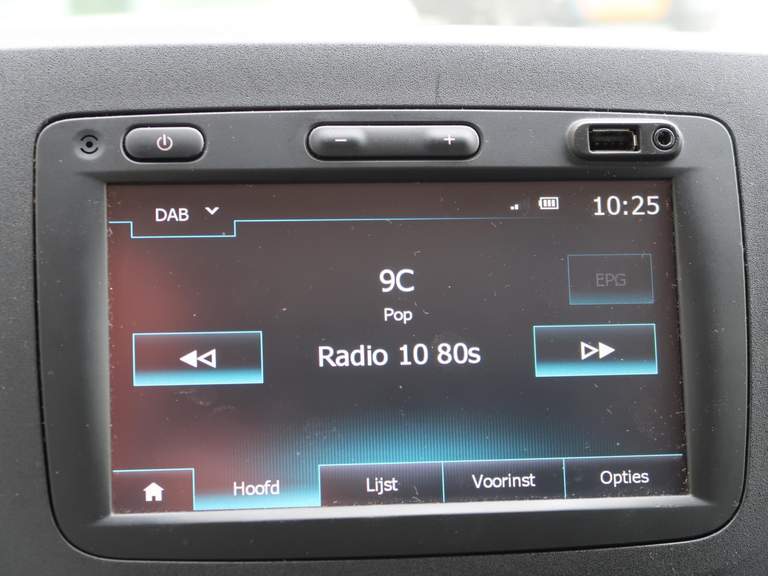 − +
DAB 10:25
9C
EPG
Pop
Radio 10 80s
Hoofd Lijst Voorinst Opties